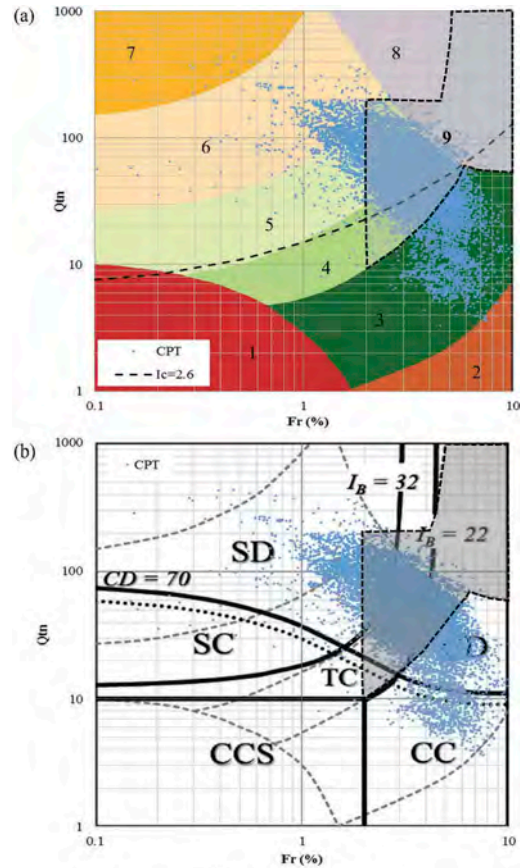 (a)
1000
7
8
9
100
6
Qtn
5
10
4
3
1
2
CPT
Ic=2.6
1
0.1
1
10
Fr (%)
(b)
1000
CPT
I_B = 32
I_B = 22
SD
100
CD = 70
Qtn
SC
D
TC
10
CCS
CC
1
0.1
1
10
Fr (%)